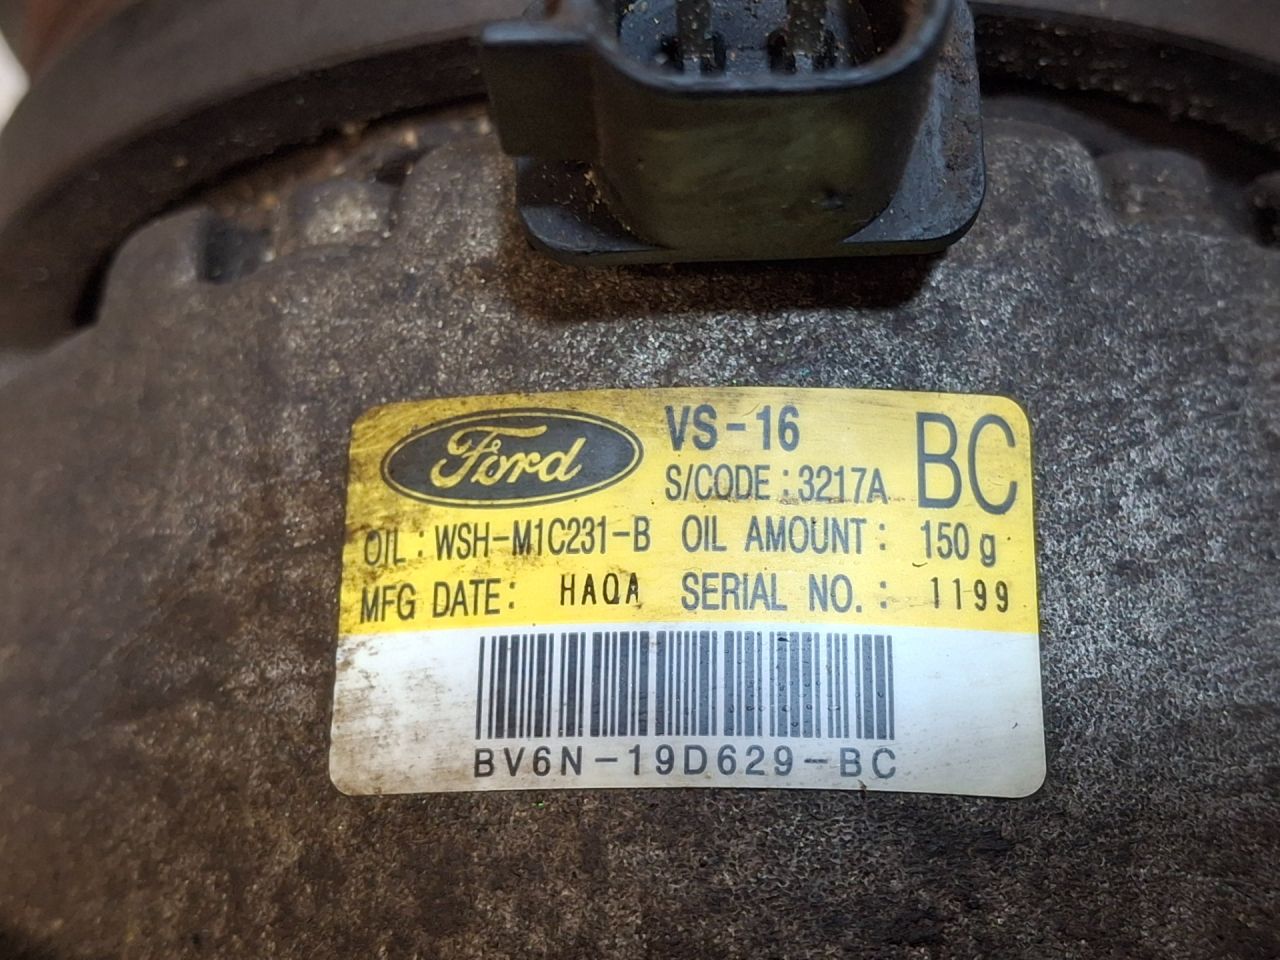 Ford VS-16 BC
S/CODE : 3217A
OIL : WSH-M1C231-B OIL AMOUNT : 150 g
MFG DATE : HAQA SERIAL NO. : 1199
BV6N-19D629-BC